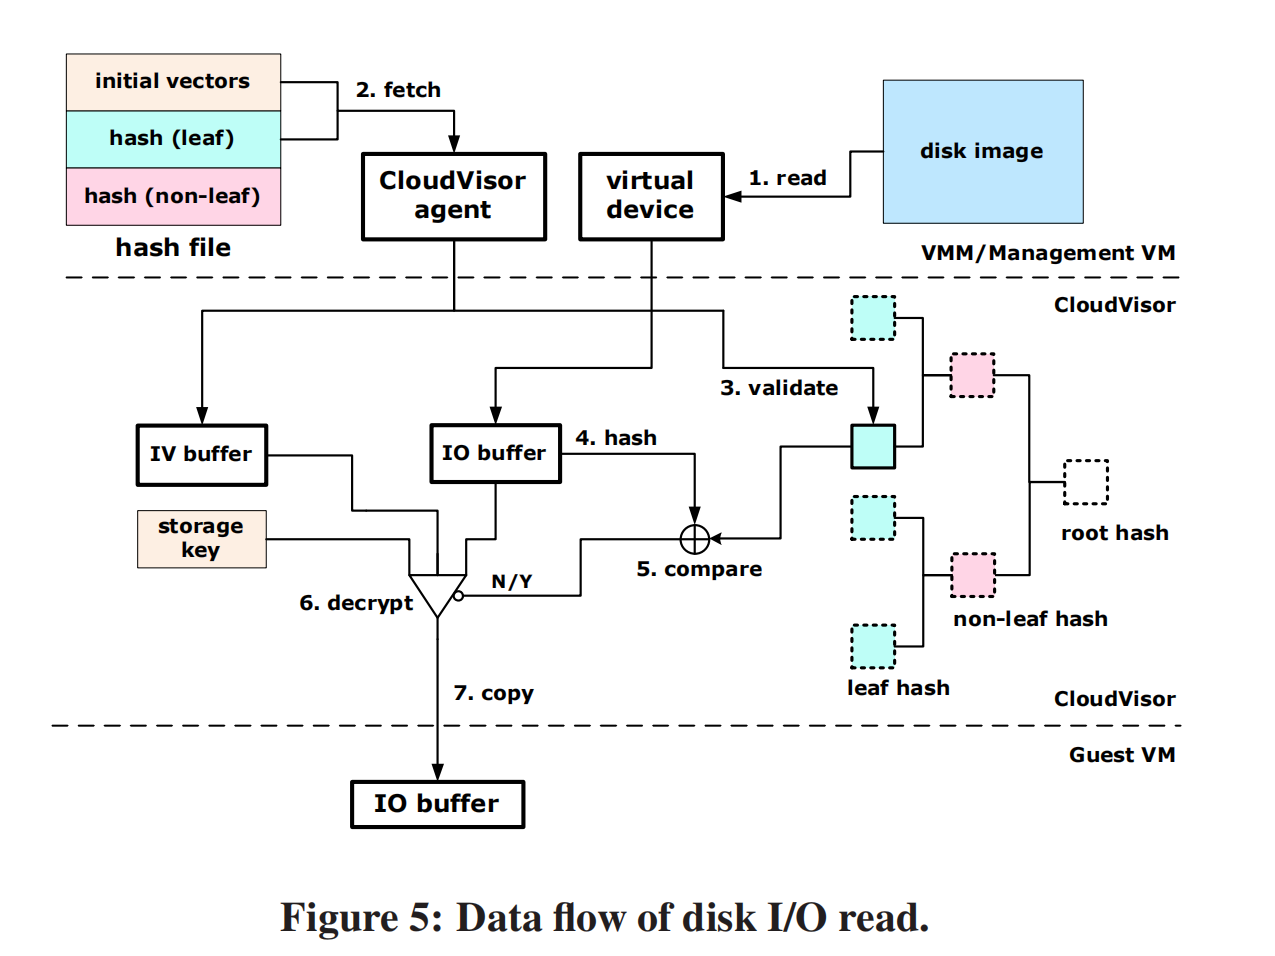 initial vectors
hash (leaf)
hash (non-leaf)
hash file
2. fetch
CloudVisor
agent
virtual
device
1. read
disk image
VMM/Management VM
CloudVisor
3. validate
IV buffer
IO buffer
4. hash
storage
key
5. compare
root hash
6. decrypt
N/Y
non-leaf hash
leaf hash
7. copy
CloudVisor
Guest VM
IO buffer
Figure 5: Data flow of disk I/O read.